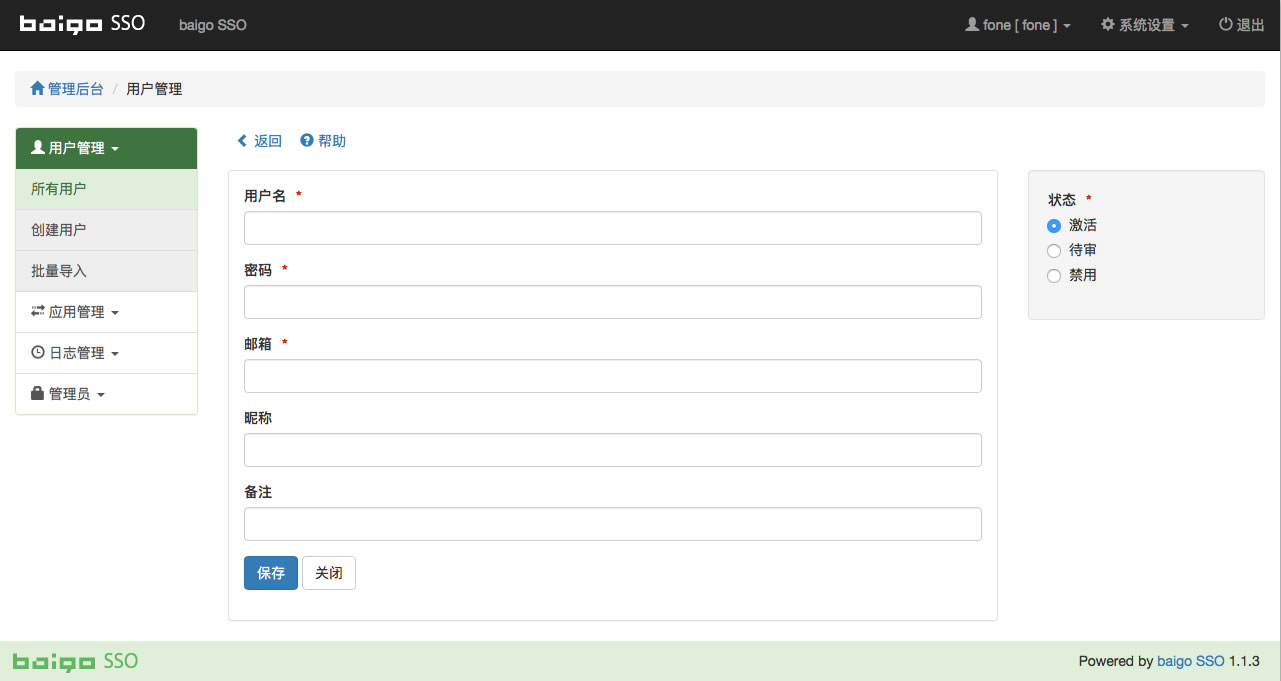 baigo SSO baigo SSO fone [ fone ] 系统设置 退出
管理后台 / 用户管理
用户管理
所有用户
创建用户
批量导入
应用管理
日志管理
管理员
返回 帮助
用户名 *
密码 *
邮箱 *
昵称
备注
保存 关闭
状态 *
激活
待审
禁用
baigo SSO Powered by baigo SSO 1.1.3